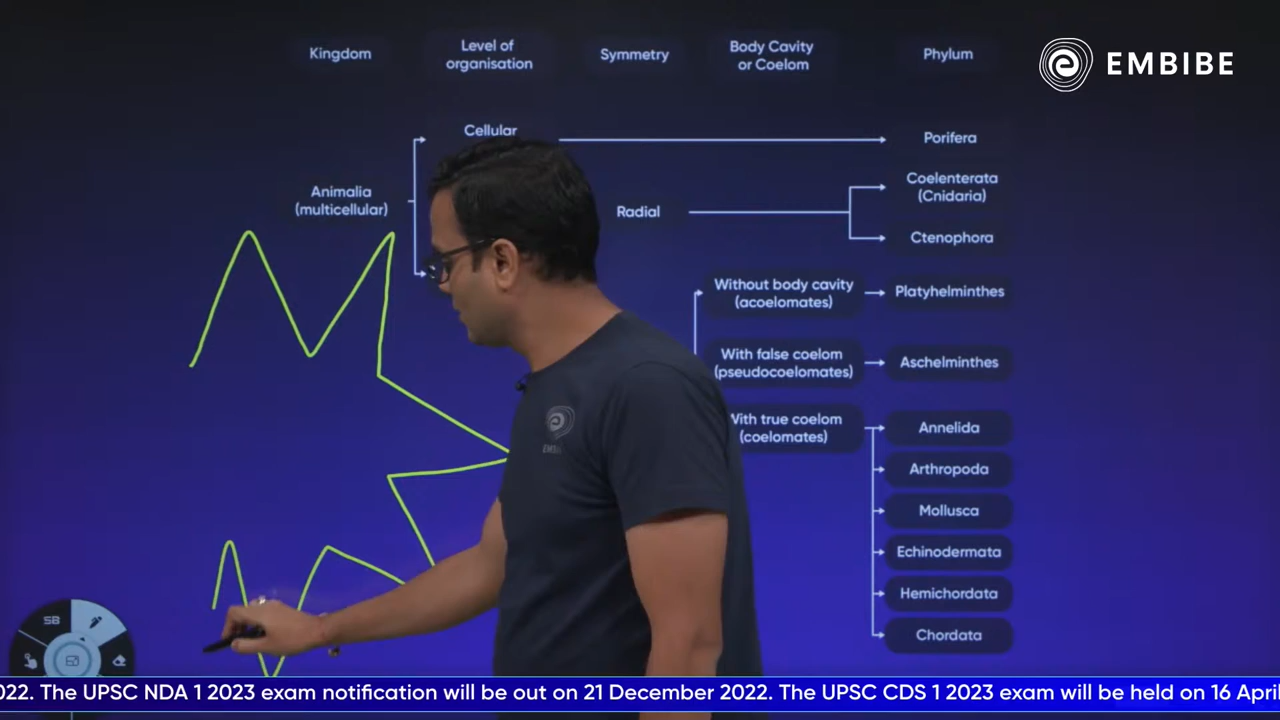 Kingdom
Level of
organisation
Symmetry
Body Cavity
or Coelom
Phylum
EMBIBE
Cellular
Porifera
Animalia
(multicellular)
Radial
Coelenterata
(Cnidaria)
Ctenophora
Without body cavity
(acoelomates)
Platyhelminthes
With false coelom
(pseudocoelomates)
Aschelminthes
With true coelom
(coelomates)
Annelida
Arthropoda
Mollusca
Echinodermata
Hemichordata
Chordata
SB
022. The UPSC NDA 1 2023 exam notification will be out on 21 December 2022. The UPSC CDS 1 2023 exam will be held on 16 April